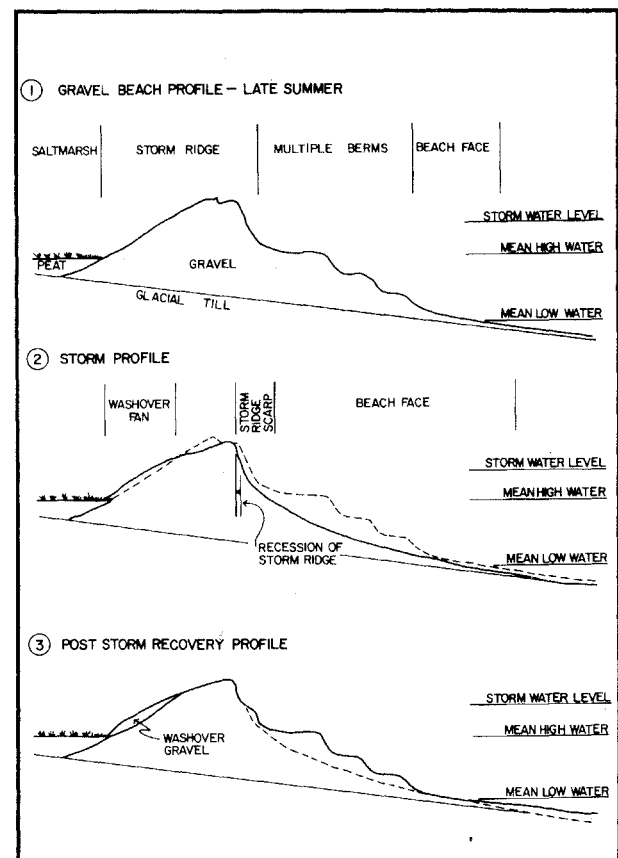 1 GRAVEL BEACH PROFILE - LATE SUMMER
SALTMARSH
STORM RIDGE
MULTIPLE BERMS
BEACH FACE
STORM WATER LEVEL
MEAN HIGH WATER
PEAT
GRAVEL
GLACIAL TILL
MEAN LOW WATER
2 STORM PROFILE
WASHOVER
FAN
STORM
RIDGE
SCARP
BEACH FACE
STORM WATER LEVEL
MEAN HIGH WATER
RECESSION OF
STORM RIDGE
MEAN LOW WATER
3 POST STORM RECOVERY PROFILE
STORM WATER LEVEL
MEAN HIGH WATER
WASHOVER
GRAVEL
MEAN LOW WATER